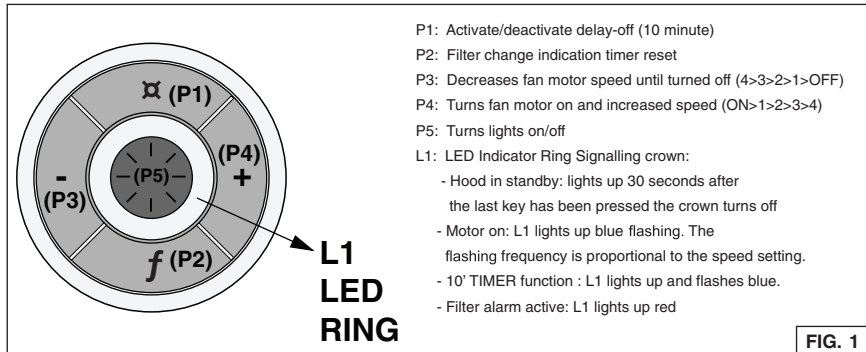 ¤ (P1)
(P4)
+
-
(P3)
(P5)
ƒ (P2)
L1
LED
RING
P1: Activate/deactivate delay-off (10 minute)
P2: Filter change indication timer reset
P3: Decreases fan motor speed until turned off (4>3>2>1>OFF)
P4: Turns fan motor on and increased speed (ON>1>2>3>4)
P5: Turns lights on/off
L1: LED Indicator Ring Signalling crown:
- Hood in standby: lights up 30 seconds after
the last key has been pressed the crown turns off
- Motor on: L1 lights up blue flashing. The
flashing frequency is proportional to the speed setting.
- 10’ TIMER function : L1 lights up and flashes blue.
- Filter alarm active: L1 lights up red
FIG. 1